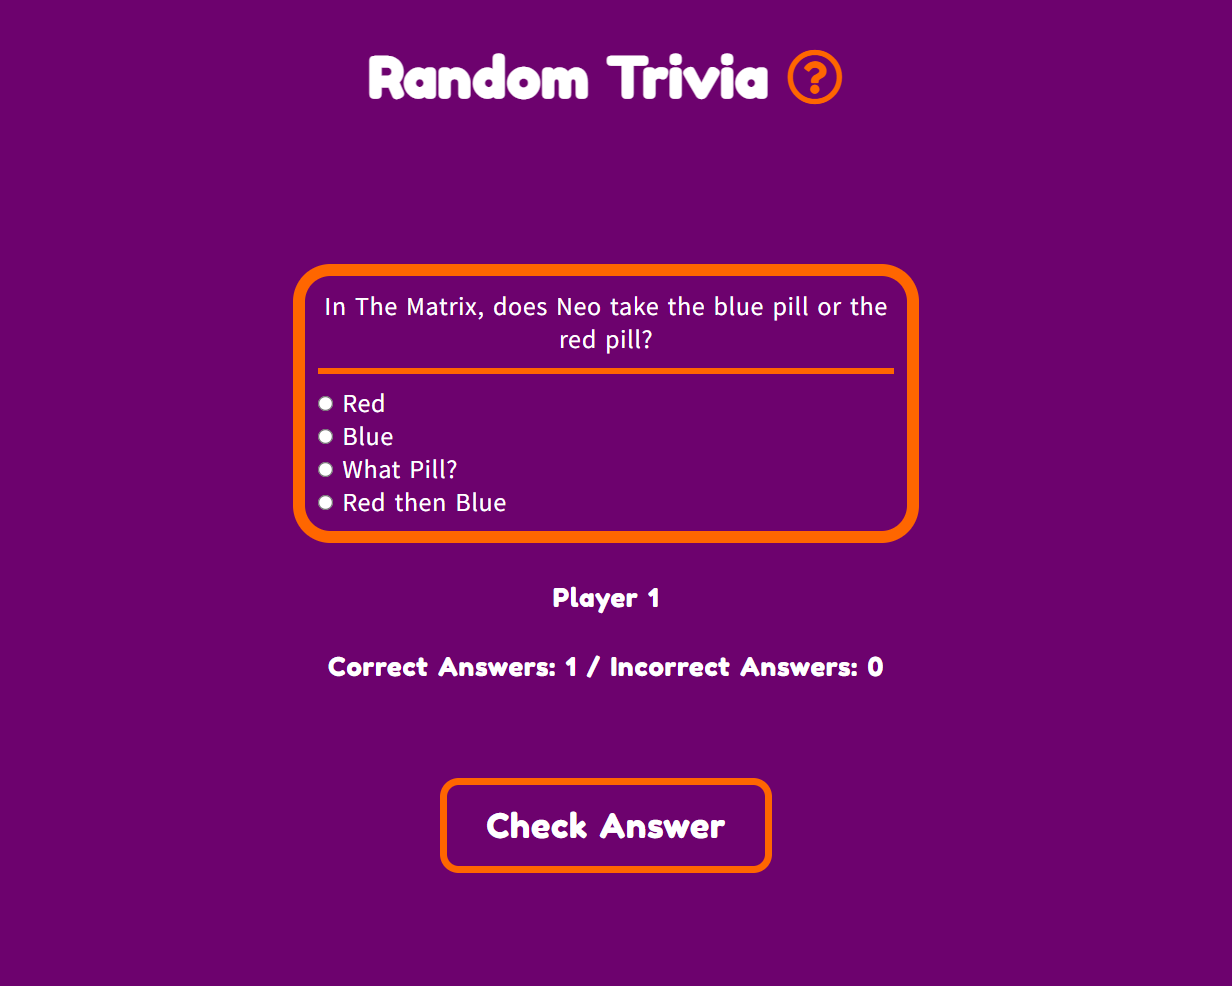 Random Trivia ?
In The Matrix, does Neo take the blue pill or the
red pill?
Red
Blue
What Pill?
Red then Blue
Player 1
Correct Answers: 1 / Incorrect Answers: 0
Check Answer